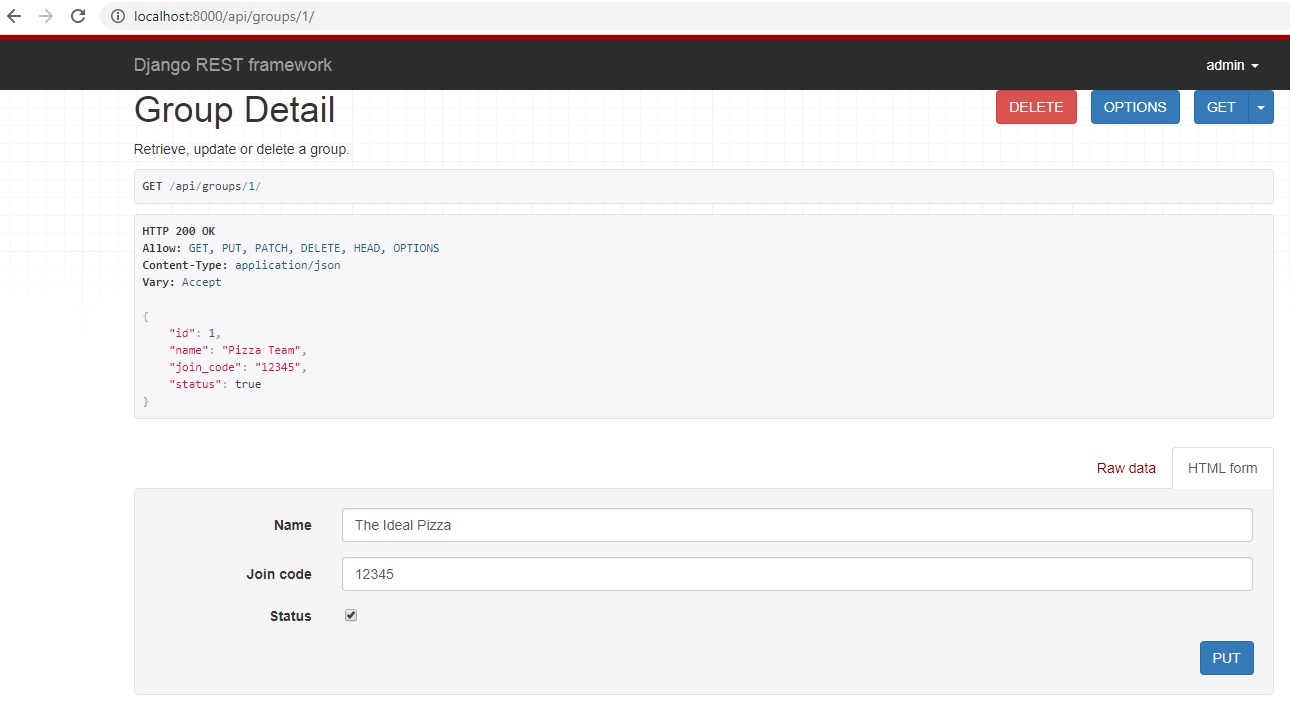 localhost:8000/api/groups/1/
Django REST framework admin
Group Detail DELETE OPTIONS GET
Retrieve, update or delete a group.
GET /api/groups/1/
HTTP 200 OK
Allow: GET, PUT, PATCH, DELETE, HEAD, OPTIONS
Content-Type: application/json
Vary: Accept
{
"id": 1,
"name": "Pizza Team",
"join_code": "12345",
"status": true
}
Raw data HTML form
Name The Ideal Pizza
Join code 12345
Status
PUT